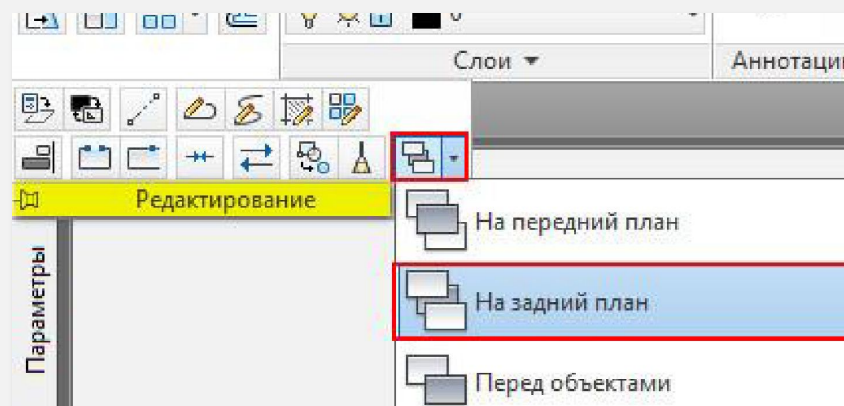 Слои
Аннотаци
Редактирование
Параметры
На передний план
На задний план
Перед объектами